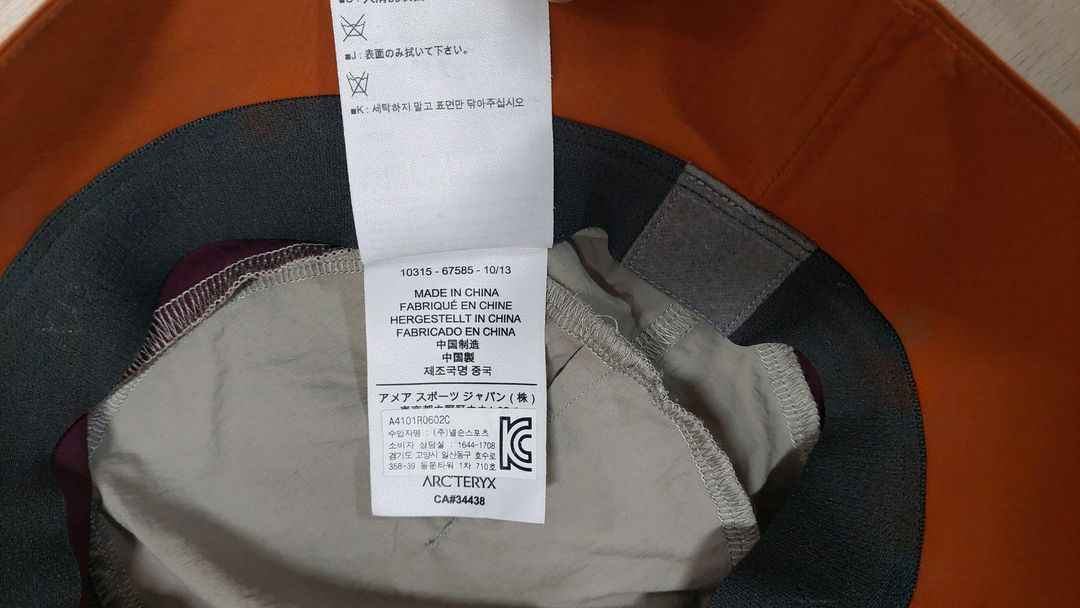 ■J : 表面のみ拭いて下さい。
■K : 세탁하지 말고 표면만 닦아주십시오
10315 - 67585 - 10/13
MADE IN CHINA
FABRIQUÉ EN CHINE
HERGESTELLT IN CHINA
FABRICADO EN CHINA
中国制造
中國製
제조국명 중국
アメア スポーツ ジャパン ( 株 )
A4101R0602C
수입자명 : (주)넬슨스포츠
소비자 상담실 : 1644-1708
경기도 고양시 일산동구 호수로
358-39 동문타워 1차 710호
ARC'TERYX
CA#34438